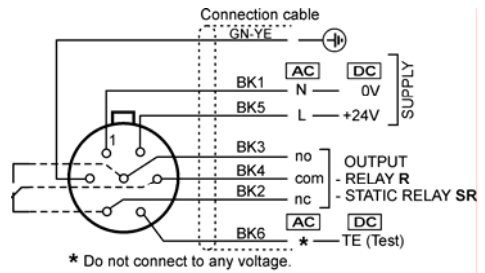 Connection cable
GN-YE
AC DC
BK1 N 0V
BK5 L +24V
SUPPLY
1
BK3 no
BK4 com
BK2 nc
OUTPUT
- RELAY R
- STATIC RELAY SR
AC DC
BK6 * TE (Test)
* Do not connect to any voltage.